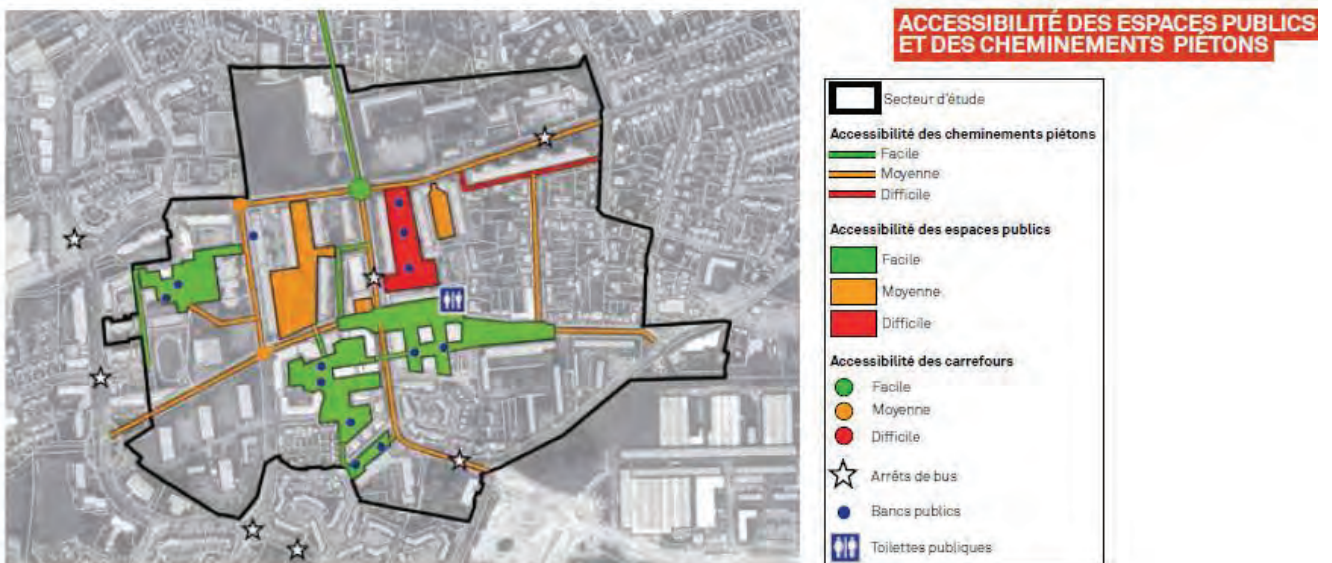 ACCESSIBILITÉ DES ESPACES PUBLICS
ET DES CHEMINEMENTS PIÉTONS
Secteur d'étude
Accessibilité des cheminements piétons
Facile
Moyenne
Difficile
Accessibilité des espaces publics
Facile
Moyenne
Difficile
Accessibilité des carrefours
Facile
Moyenne
Difficile
Arrêts de bus
Bancs publics
Toilettes publiques